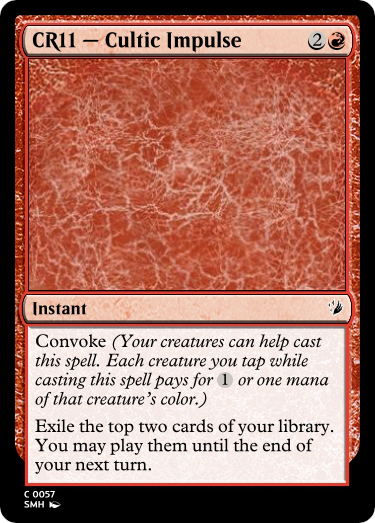 CR11 — Cultic Impulse 2
Instant
Convoke (Your creatures can help cast
this spell. Each creature you tap while
casting this spell pays for 1 or one mana
of that creature's color.)
Exile the top two cards of your library.
You may play them until the end of
your next turn.
C 0057
SMH